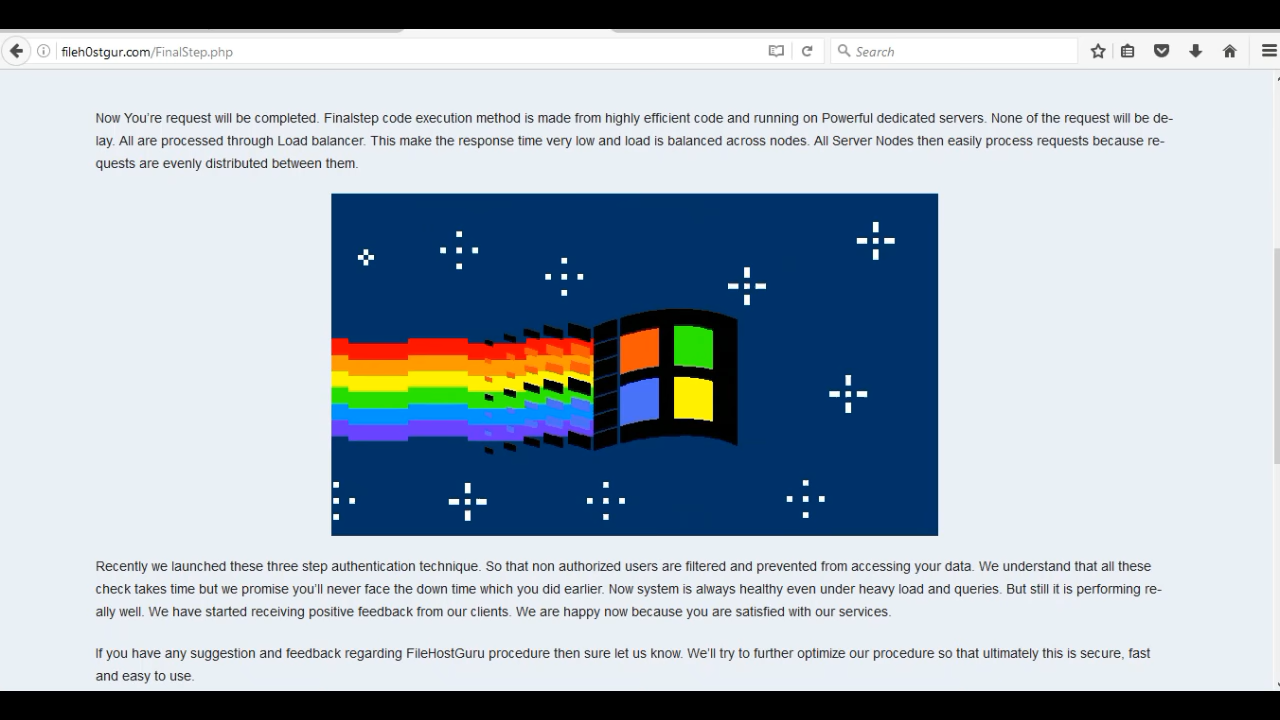 fileh0stgur.com/FinalStep.php
Search
Now You're request will be completed. Finalstep code execution method is made from highly efficient code and running on Powerful dedicated servers. None of the request will be de-
lay. All are processed through Load balancer. This make the response time very low and load is balanced across nodes. All Server Nodes then easily process requests because re-
quests are evenly distributed between them.
Recently we launched these three step authentication technique. So that non authorized users are filtered and prevented from accessing your data. We understand that all these
check takes time but we promise you'll never face the down time which you did earlier. Now system is always healthy even under heavy load and queries. But still it is performing re-
ally well. We have started receiving positive feedback from our clients. We are happy now because you are satisfied with our services.
If you have any suggestion and feedback regarding FileHostGuru procedure then sure let us know. We'll try to further optimize our procedure so that ultimately this is secure, fast
and easy to use.